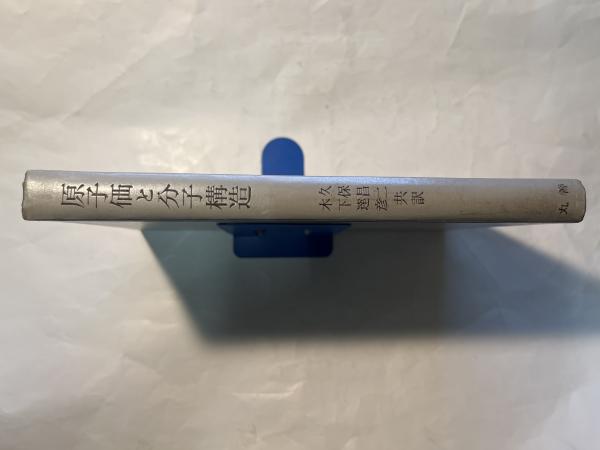 原子価と分子構造
久保昌二
木下達彦
共訳
丸善